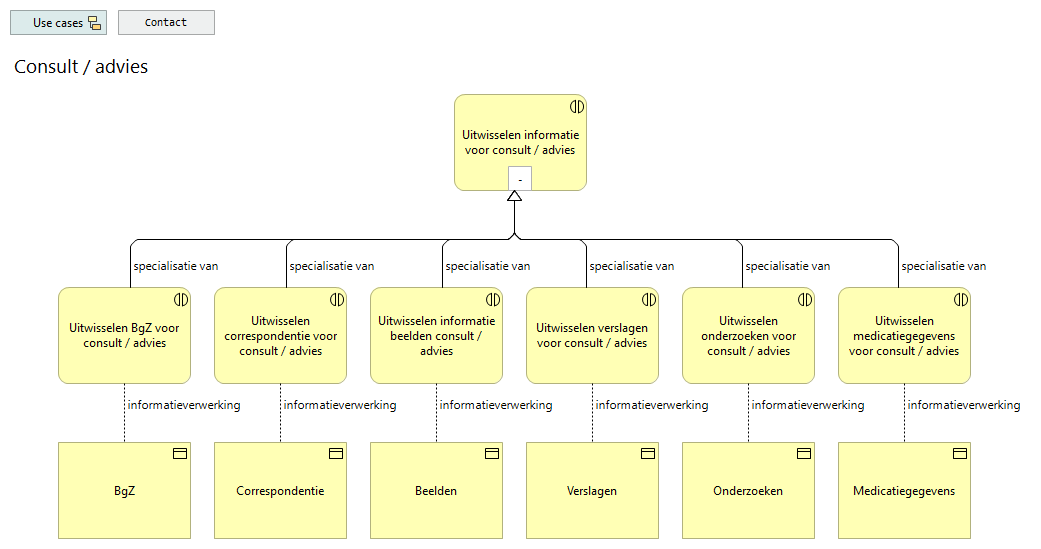 Use cases
Contact
Consult / advies
Uitwisselen informatie
voor consult / advies
-
specialisatie van
specialisatie van
specialisatie van
specialisatie van
specialisatie van
specialisatie van
Uitwisselen BgZ voor
consult / advies
Uitwisselen
correspondentie voor
consult / advies
Uitwisselen informatie
beelden consult /
advies
Uitwisselen verslagen
voor consult / advies
Uitwisselen
onderzoeken voor
consult / advies
Uitwisselen
medicatiegegevens
voor consult / advies
informatieverwerking
informatieverwerking
informatieverwerking
informatieverwerking
informatieverwerking
informatieverwerking
BgZ
Correspondentie
Beelden
Verslagen
Onderzoeken
Medicatiegegevens